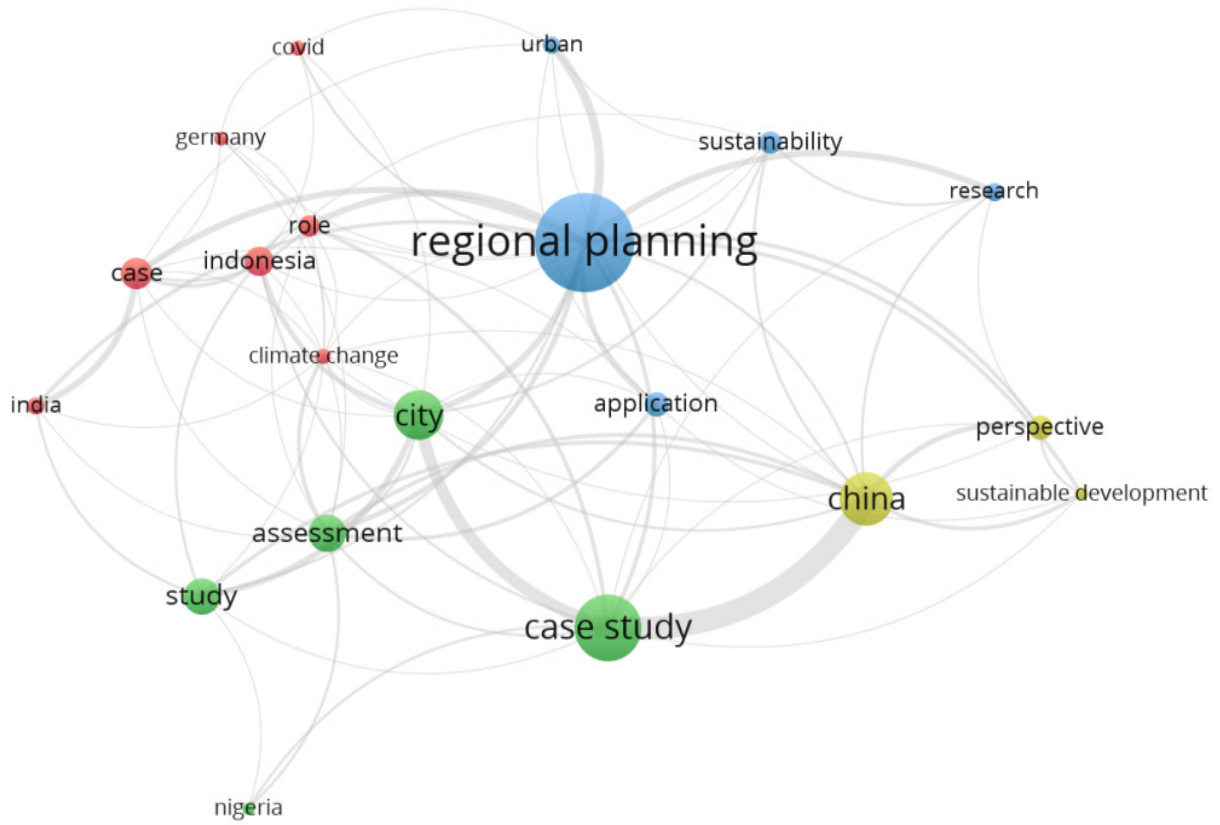 covid
urban
germany
sustainability
research
role
regional planning
indonesia
case
climate change
india
city
application
perspective
china
sustainable development
assessment
study
case study
nigeria